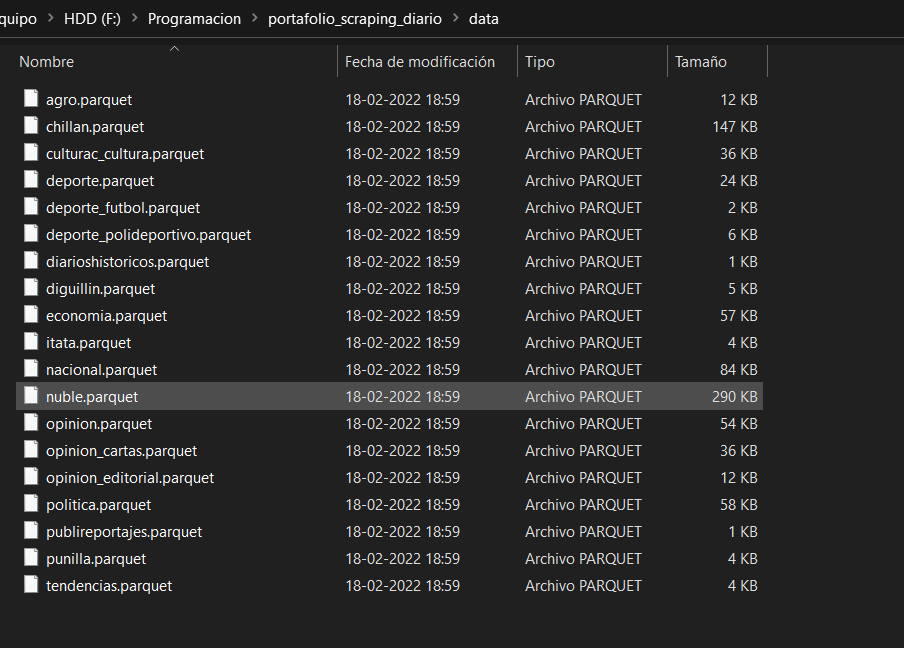 quipo > HDD (F:) > Programacion > portafolio_scraping_diario > data
Nombre Fecha de modificación Tipo Tamaño
agro.parquet 18-02-2022 18:59 Archivo PARQUET 12 KB
chillan.parquet 18-02-2022 18:59 Archivo PARQUET 147 KB
culturac_cultura.parquet 18-02-2022 18:59 Archivo PARQUET 36 KB
deporte.parquet 18-02-2022 18:59 Archivo PARQUET 24 KB
deporte_futbol.parquet 18-02-2022 18:59 Archivo PARQUET 2 KB
deporte_polideportivo.parquet 18-02-2022 18:59 Archivo PARQUET 6 KB
diarioshistoricos.parquet 18-02-2022 18:59 Archivo PARQUET 1 KB
diguillin.parquet 18-02-2022 18:59 Archivo PARQUET 5 KB
economia.parquet 18-02-2022 18:59 Archivo PARQUET 57 KB
itata.parquet 18-02-2022 18:59 Archivo PARQUET 4 KB
nacional.parquet 18-02-2022 18:59 Archivo PARQUET 84 KB
nuble.parquet 18-02-2022 18:59 Archivo PARQUET 290 KB
opinion.parquet 18-02-2022 18:59 Archivo PARQUET 54 KB
opinion_cartas.parquet 18-02-2022 18:59 Archivo PARQUET 36 KB
opinion_editorial.parquet 18-02-2022 18:59 Archivo PARQUET 12 KB
politica.parquet 18-02-2022 18:59 Archivo PARQUET 58 KB
publireportajes.parquet 18-02-2022 18:59 Archivo PARQUET 1 KB
punilla.parquet 18-02-2022 18:59 Archivo PARQUET 4 KB
tendencias.parquet 18-02-2022 18:59 Archivo PARQUET 4 KB